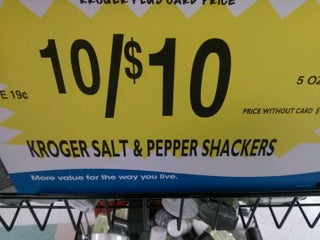 KROGER PLUS CARD PRICE
10/$10
E 19¢
5 OZ
PRICE WITHOUT CARD $
KROGER SALT & PEPPER SHACKERS
More value for the way you live.